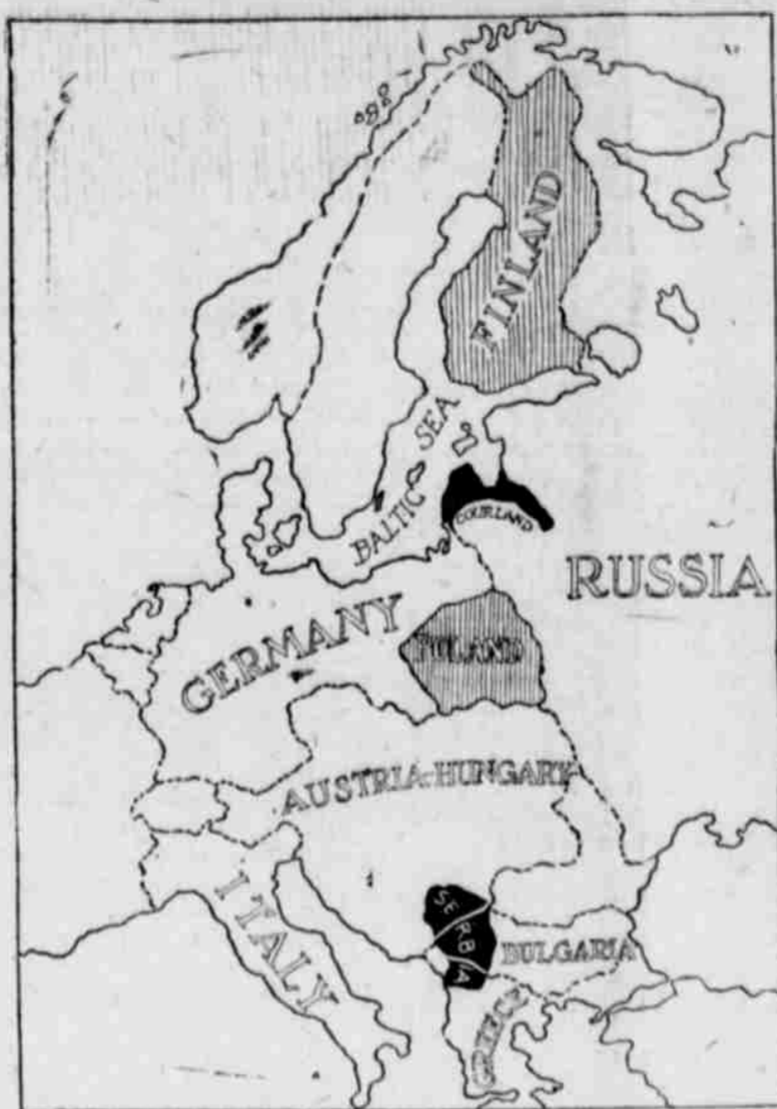 FINLAND
BALTIC SEA
COURLAND
RUSSIA
GERMANY
POLAND
AUSTRIA-HUNGARY
ITALY
SERBIA
BULGARIA
GREECE